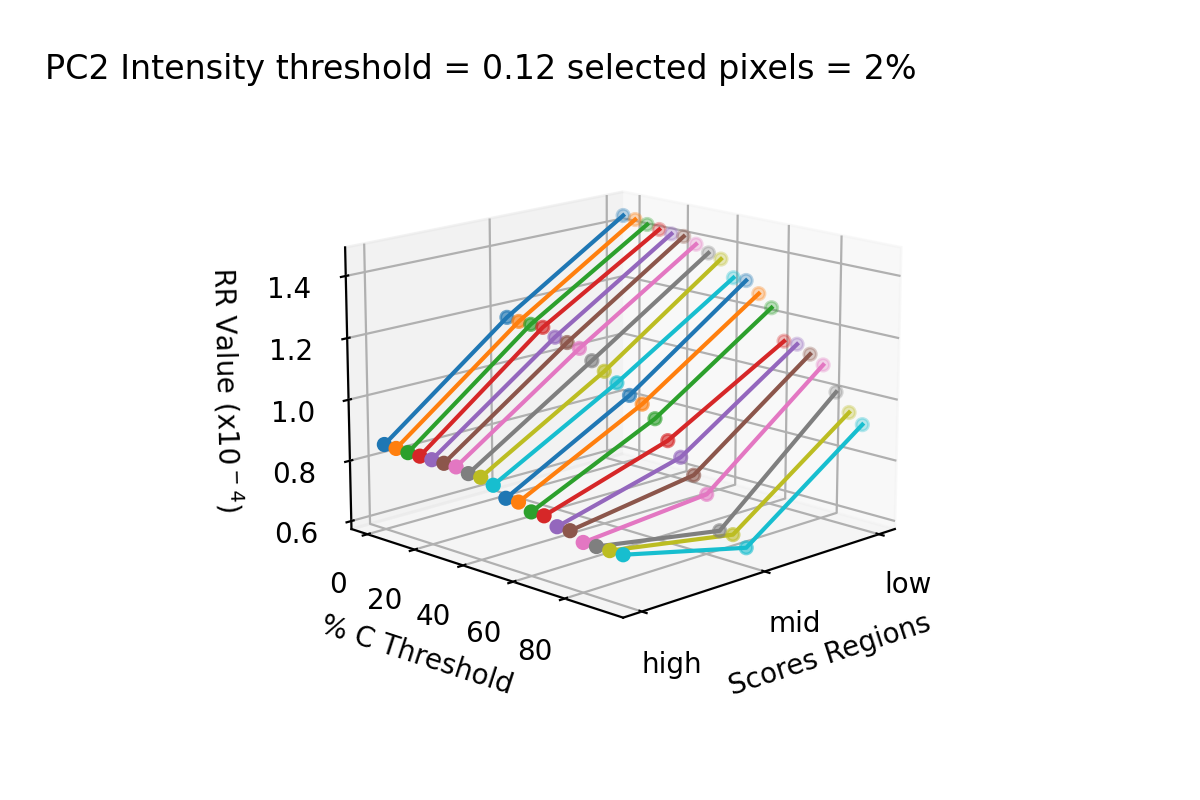 PC2 Intensity threshold = 0.12 selected pixels = 2%
RR Value (x10⁻⁴)
1.4
1.2
1.0
0.8
0.6
0
20
40
60
80
% C Threshold
high
mid
low
Scores Regions